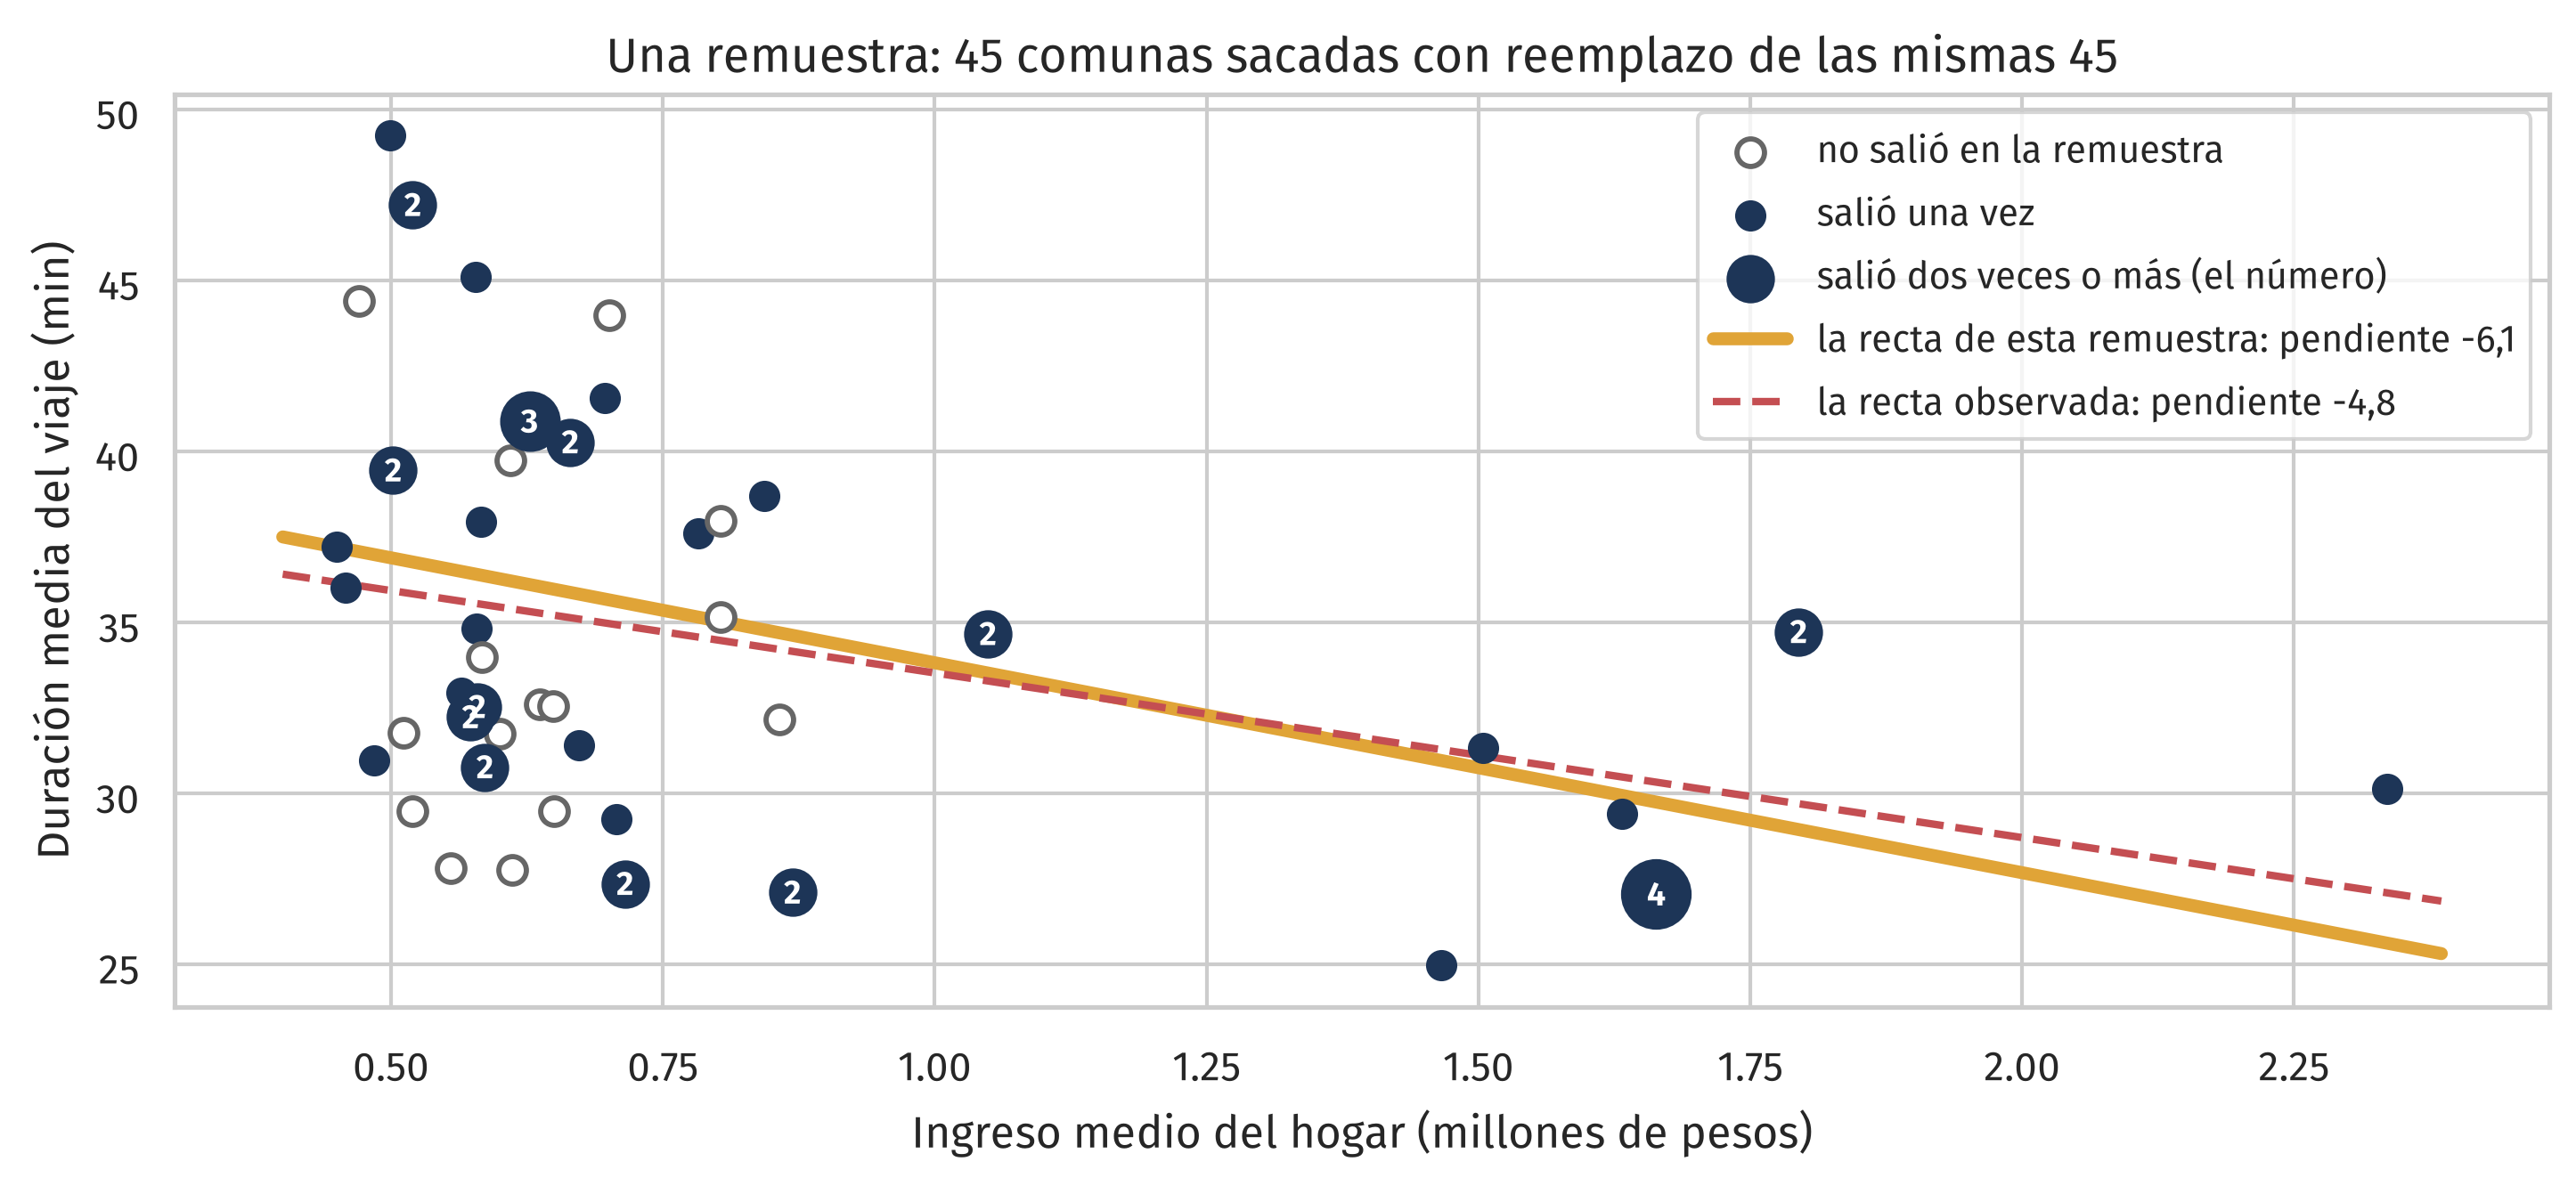 Una remuestra: 45 comunas sacadas con reemplazo de las mismas 45
no salió en la remuestra
salió una vez
salió dos veces o más (el número)
la recta de esta remuestra: pendiente -6,1
la recta observada: pendiente -4,8
Duración media del viaje (min)
50
45
40
35
30
25
2
3
2
2
2
2
2
2
2
2
2
4
0.50 0.75 1.00 1.25 1.50 1.75 2.00 2.25
Ingreso medio del hogar (millones de pesos)